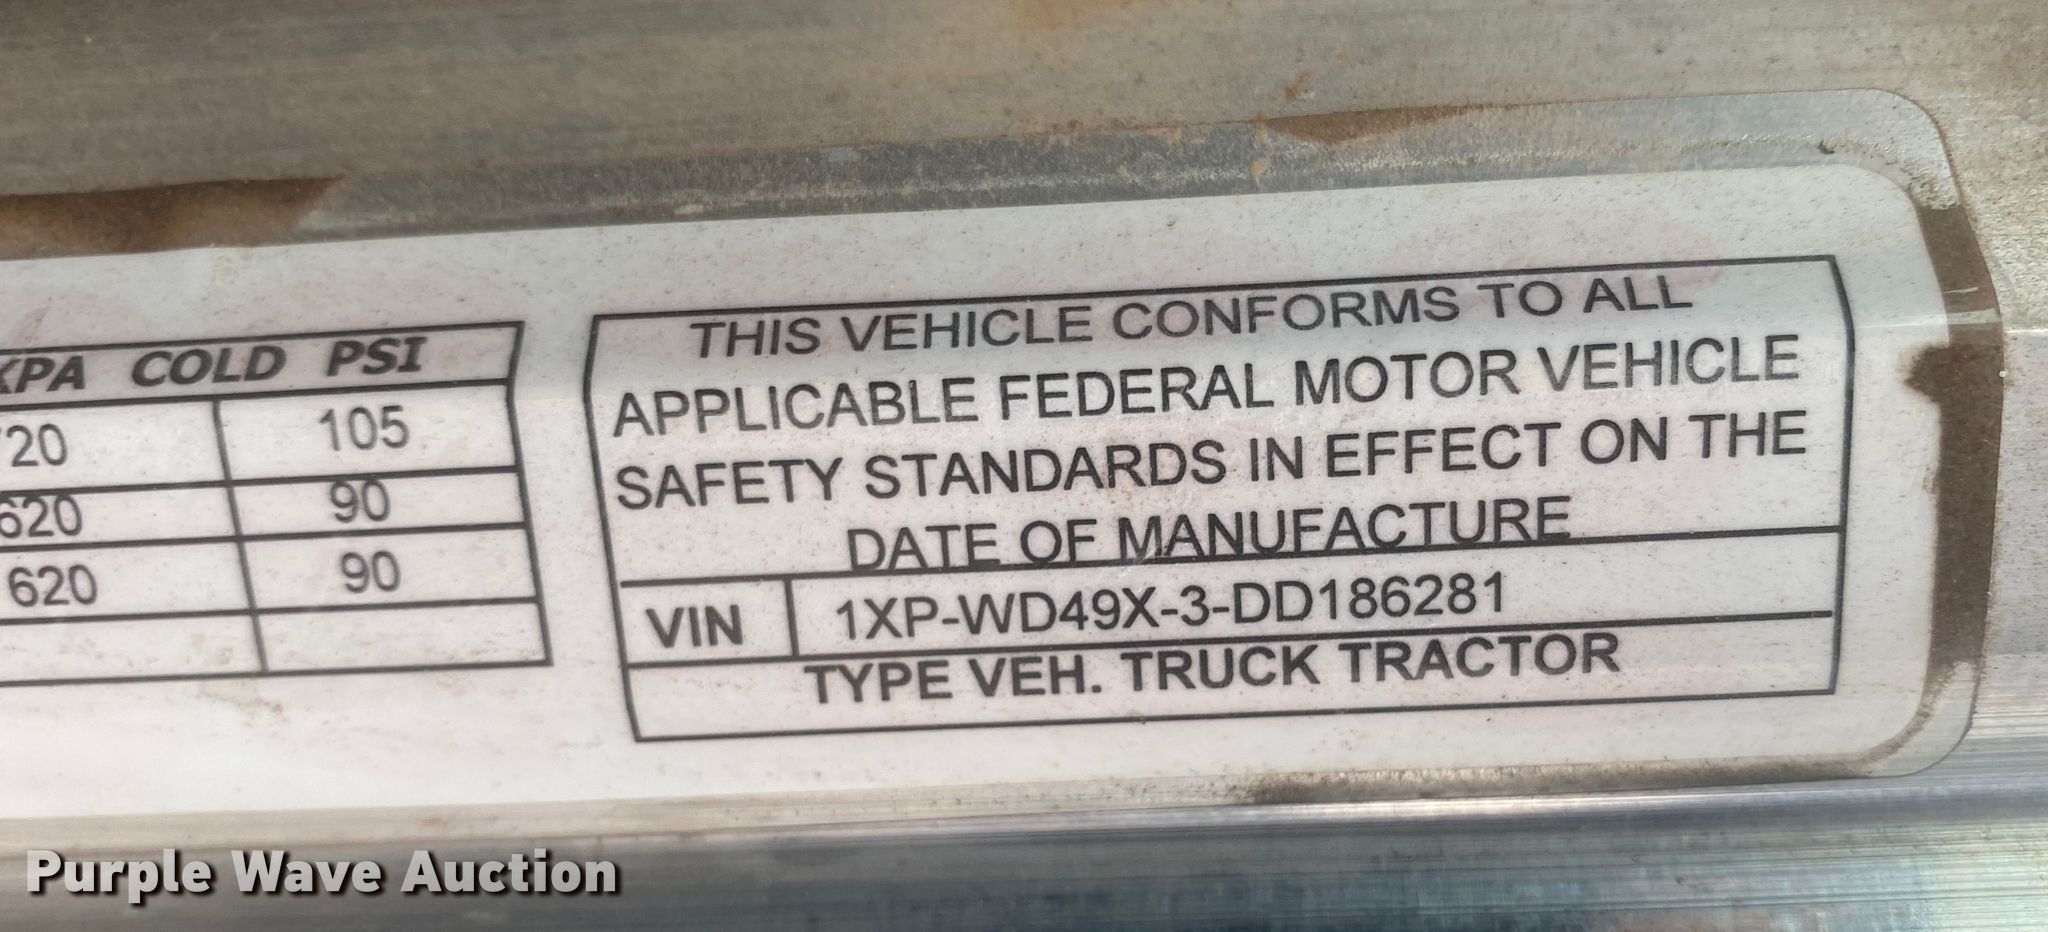 KPA COLD PSI
720 105
620 90
620 90
THIS VEHICLE CONFORMS TO ALL
APPLICABLE FEDERAL MOTOR VEHICLE
SAFETY STANDARDS IN EFFECT ON THE
DATE OF MANUFACTURE
VIN 1XP-WD49X-3-DD186281
TYPE VEH. TRUCK TRACTOR
Purple Wave Auction